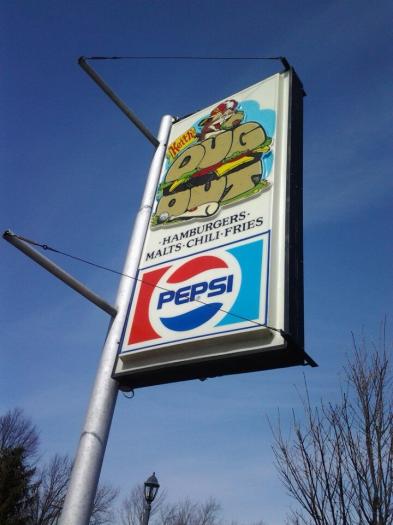 Keith's
DUG
OUT
·HAMBURGERS·
MALTS·CHILI·FRIES
PEPSI